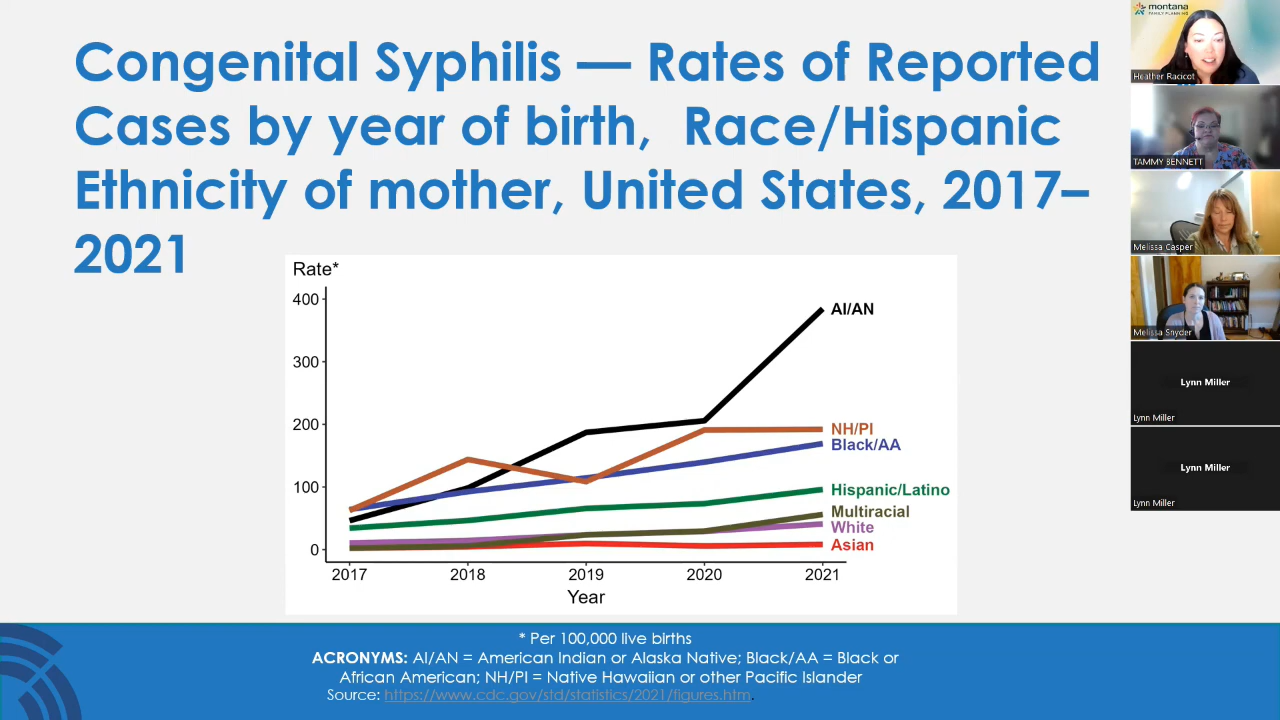 Congenital Syphilis — Rates of Reported
Cases by year of birth, Race/Hispanic
Ethnicity of mother, United States, 2017–
2021
Rate*
400
300
200
100
0
AI/AN
NH/PI
Black/AA
Hispanic/Latino
Multiracial
White
Asian
2017 2018 2019 2020 2021
Year
* Per 100,000 live births
ACRONYMS: AI/AN = American Indian or Alaska Native; Black/AA = Black or
African American; NH/PI = Native Hawaiian or other Pacific Islander
Source: https://www.cdc.gov/std/statistics/2021/figures.htm.
montana
FAMILY PLANNING
Heather Racicot
TAMMY BENNETT
Melissa Casper
Melissa Snyder
Lynn Miller
Lynn Miller
Lynn Miller
Lynn Miller